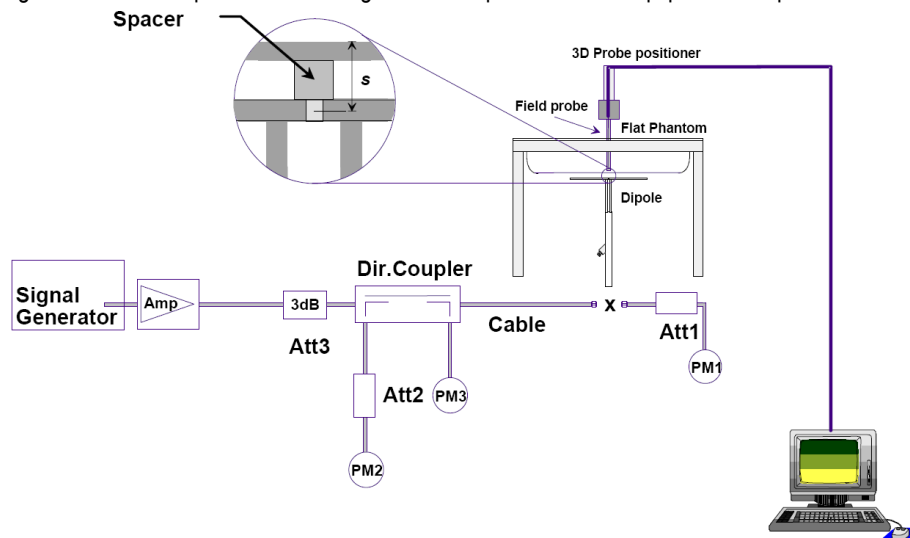 Spacer
s
3D Probe positioner
Field probe
Flat Phantom
Dipole
Dir.Coupler
Signal
Generator
Amp
3dB
Cable
x
Att1
Att3
PM1
Att2
PM3
PM2